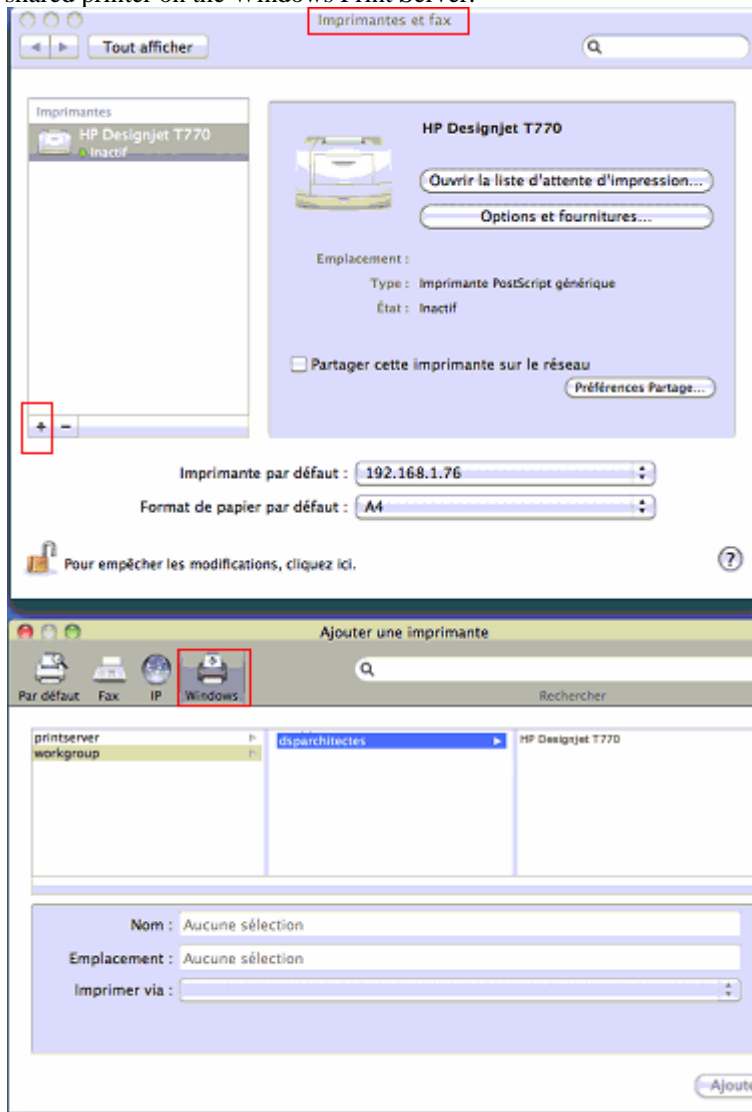 shared printer on the Windows Print Server.
Imprimantes et fax
Tout afficher
Imprimantes
HP Designjet T770
Inactif
HP Designjet T770
Ouvrir la liste d'attente d'impression...
Options et fournitures...
Emplacement :
Type : Imprimante PostScript générique
État : Inactif
Partager cette imprimante sur le réseau
Préférences Partage...
+ −
Imprimante par défaut : 192.168.1.76
Format de papier par défaut : A4
Pour empêcher les modifications, cliquez ici.
?
Ajouter une imprimante
Par défaut Fax IP Windows
Rechercher
printserver dsparchitectes HP Designjet T770
workgroup
Nom : Aucune sélection
Emplacement : Aucune sélection
Imprimer via :
Ajoute